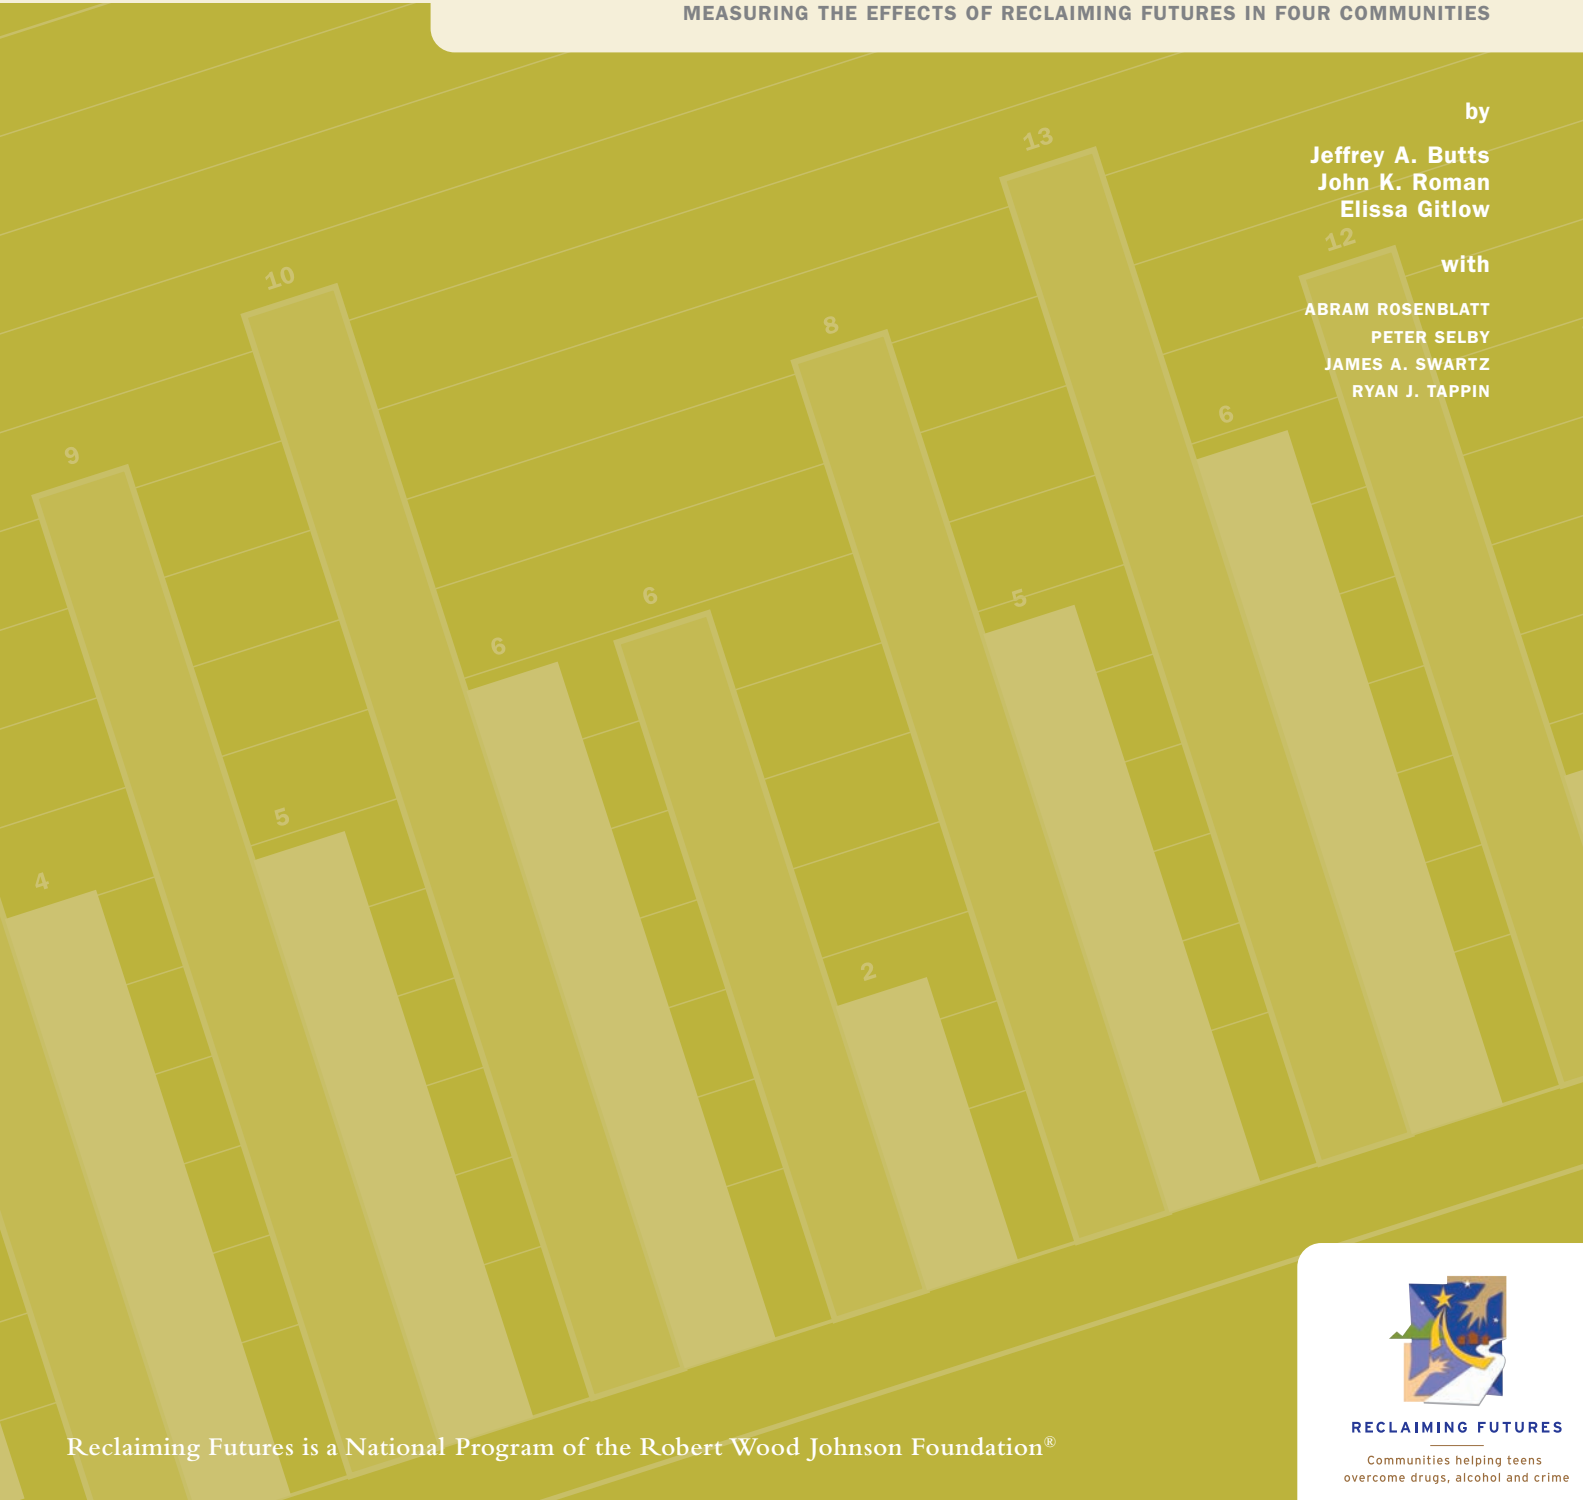 MEASURING THE EFFECTS OF RECLAIMING FUTURES IN FOUR COMMUNITIES
by
Jeffrey A. Butts
John K. Roman
Elissa Gitlow
with
ABRAM ROSENBLATT
PETER SELBY
JAMES A. SWARTZ
RYAN J. TAPPIN
13
12
10
8
6
9
6
6
5
5
4
2
Reclaiming Futures is a National Program of the Robert Wood Johnson Foundation®
RECLAIMING FUTURES
Communities helping teens
overcome drugs, alcohol and crime